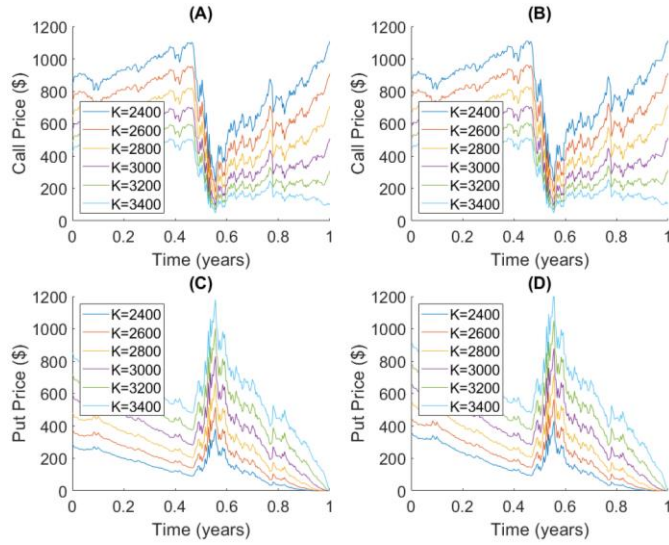 (A)
1200
1000
800
600
400
200
0
Call Price ($)
K=2400
K=2600
K=2800
K=3000
K=3200
K=3400
0 0.2 0.4 0.6 0.8 1
Time (years)
(B)
1200
1000
800
600
400
200
0
Call Price ($)
K=2400
K=2600
K=2800
K=3000
K=3200
K=3400
0 0.2 0.4 0.6 0.8 1
Time (years)
(C)
1200
1000
800
600
400
200
0
Put Price ($)
K=2400
K=2600
K=2800
K=3000
K=3200
K=3400
0 0.2 0.4 0.6 0.8 1
Time (years)
(D)
1200
1000
800
600
400
200
0
Put Price ($)
K=2400
K=2600
K=2800
K=3000
K=3200
K=3400
0 0.2 0.4 0.6 0.8 1
Time (years)